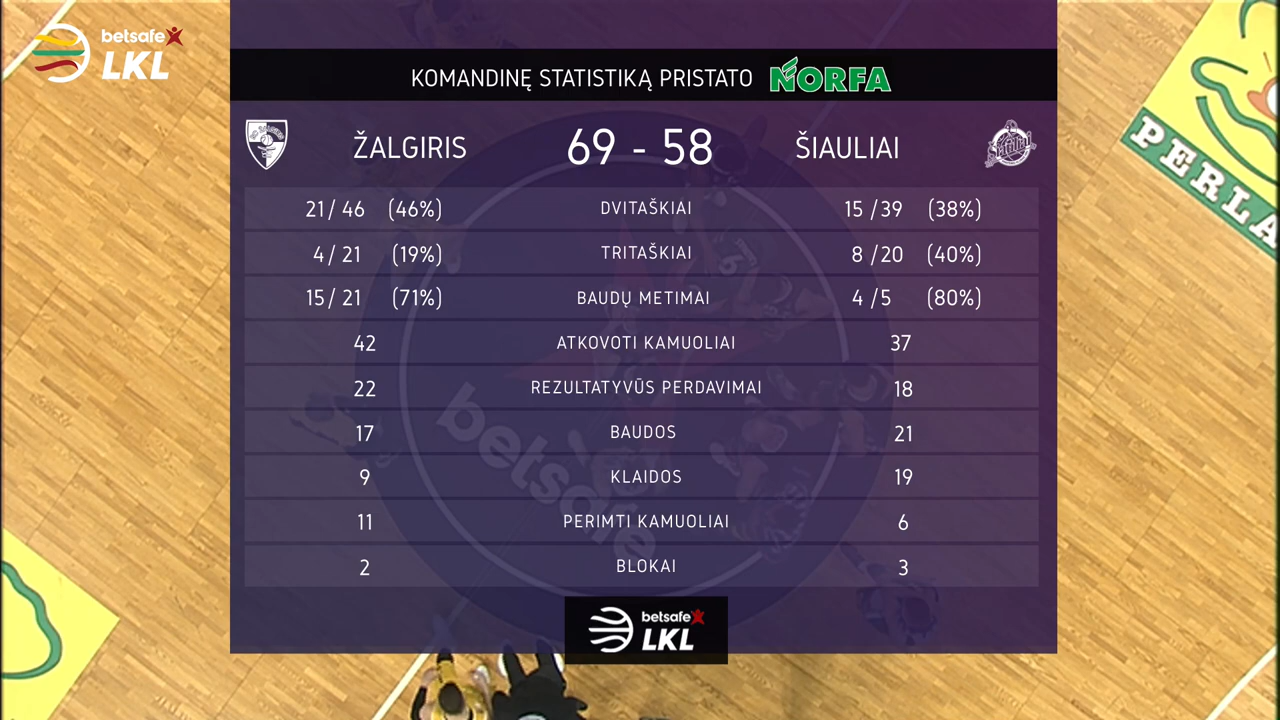 betsafe
LKL
KOMANDINĘ STATISTIKĄ PRISTATO NORFA
ŽALGIRIS 69 - 58 ŠIAULIAI
21/ 46 (46%) DVITAŠKIAI 15 /39 (38%)
4/ 21 (19%) TRITAŠKIAI 8 /20 (40%)
15/ 21 (71%) BAUDŲ METIMAI 4 /5 (80%)
42 ATKOVOTI KAMUOLIAI 37
22 REZULTATYVŪS PERDAVIMAI 18
17 BAUDOS 21
9 KLAIDOS 19
11 PERIMTI KAMUOLIAI 6
2 BLOKAI 3
betsafe
LKL
betsafe
PERLA